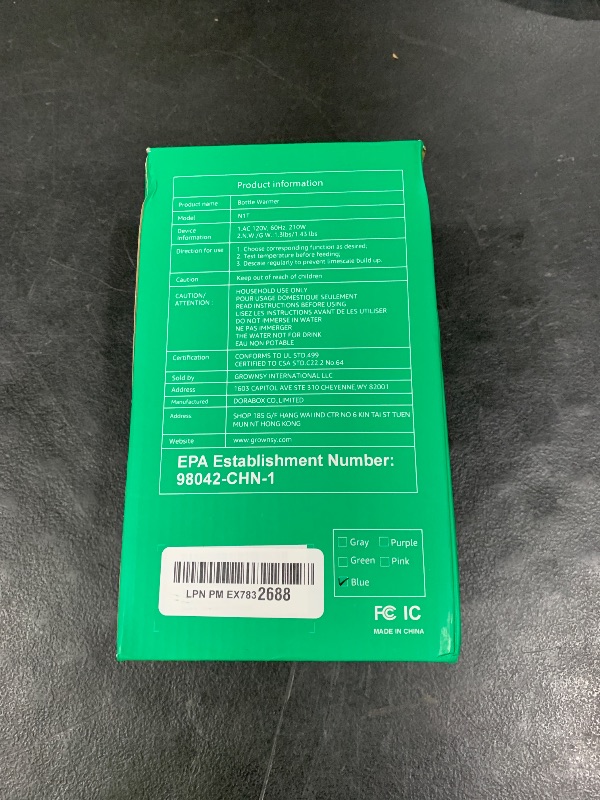 Product information
Product name Bottle Warmer
Model N1T
Device Information 1.AC 120V, 60Hz, 210W
2.N.W./G.W. 1.3lbs/1.43 lbs
Direction for use 1. Choose corresponding function as desired;
2. Test temperature before feeding;
3. Descale regularly to prevent limescale build up.
Caution Keep out of reach of children
CAUTION/ ATTENTION : HOUSEHOLD USE ONLY
POUR USAGE DOMESTIQUE SEULEMENT
READ INSTRUCTIONS BEFORE USING
LISEZ LES INSTRUCTIONS AVANT DE LES UTILISER
DO NOT IMMERSE IN WATER
NE PAS IMMERGER
THE WATER NOT FOR DRINK
EAU NON POTABLE
Certification CONFORMS TO UL STD.499
CERTIFIED TO CSA STD.C22.2 No.64
Sold by GROWNSY INTERNATIONAL LLC
Address 1603 CAPITOL AVE STE 310 CHEYENNE,WY 82001
Manufactured DORABOX CO.,LIMITED
Address SHOP 185 G/F HANG WAI IND CTR NO 6 KIN TAI ST TUEN
MUN NT HONG KONG
Website www.grownsy.com
EPA Establishment Number:
98042-CHN-1
Gray Purple
Green Pink
Blue
LPN PM EX7832688
FC IC
MADE IN CHINA